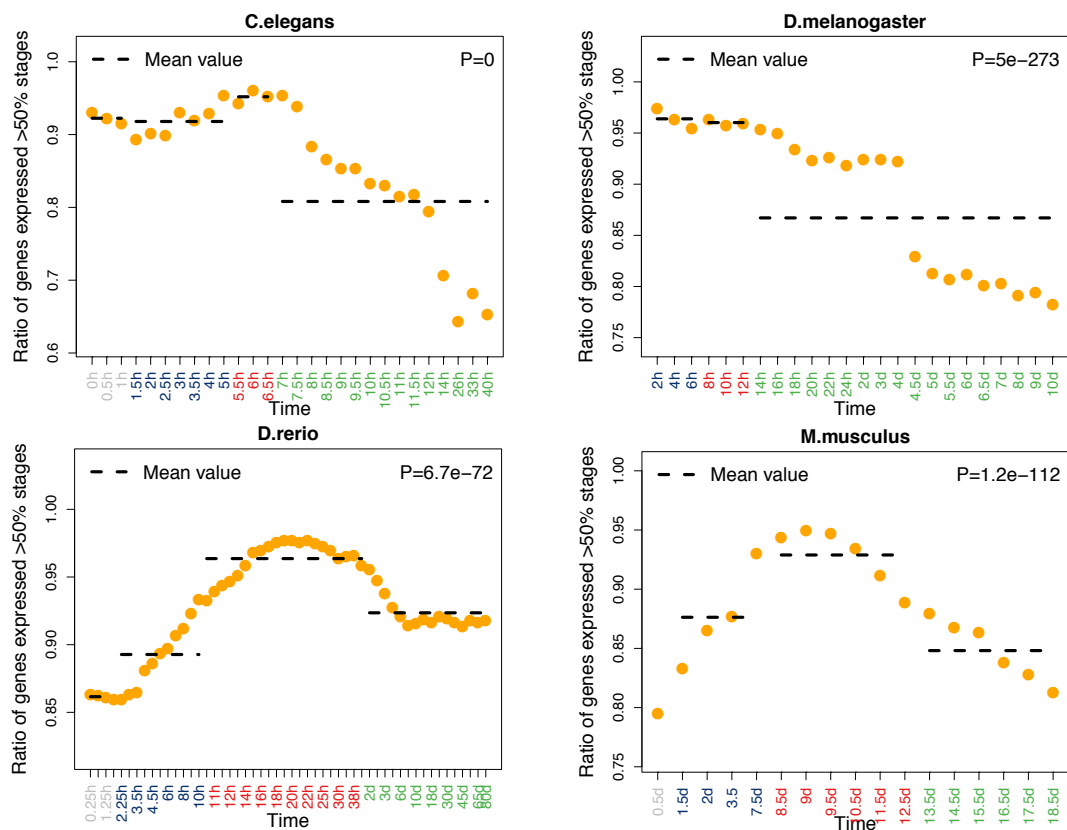 C.elegans
Mean value
P=0
Ratio of genes expressed >50% stages
1.0
0.9
0.8
0.7
0.6
0h 0.5h 1h 1.5h 2h 2.5h 3h 3.5h 4h 5h 5.5h 6h 6.5h 7h 7.5h 8h 8.5h 9h 9.5h 10h 10.5h 11h 11.5h 12h 14h 26h 33h 40h
Time
D.melanogaster
Mean value
P=5e−273
Ratio of genes expressed >50% stages
1.00
0.95
0.90
0.85
0.80
0.75
2h 4h 6h 8h 10h 12h 14h 16h 18h 20h 22h 24h 2d 3d 4d 4.5d 5d 5.5d 6d 6.5d 7d 8d 9d 10d
Time
D.rerio
Mean value
P=6.7e−72
Ratio of genes expressed >50% stages
1.00
0.95
0.90
0.85
0.25h 1.25h 2.25h 3.5h 4.5h 6h 8h 10h 11h 12h 14h 16h 18h 20h 22h 25h 30h 38h 2d 3d 6d 10d 18d 30d 45d 65d 80d
Time
M.musculus
Mean value
P=1.2e−112
Ratio of genes expressed >50% stages
1.00
0.95
0.90
0.85
0.80
0.75
0.5d 1.5d 2d 3.5 7.5d 8.5d 9d 9.5d 10.5d 11.5d 12.5d 13.5d 14.5d 15.5d 16.5d 17.5d 18.5d
Time